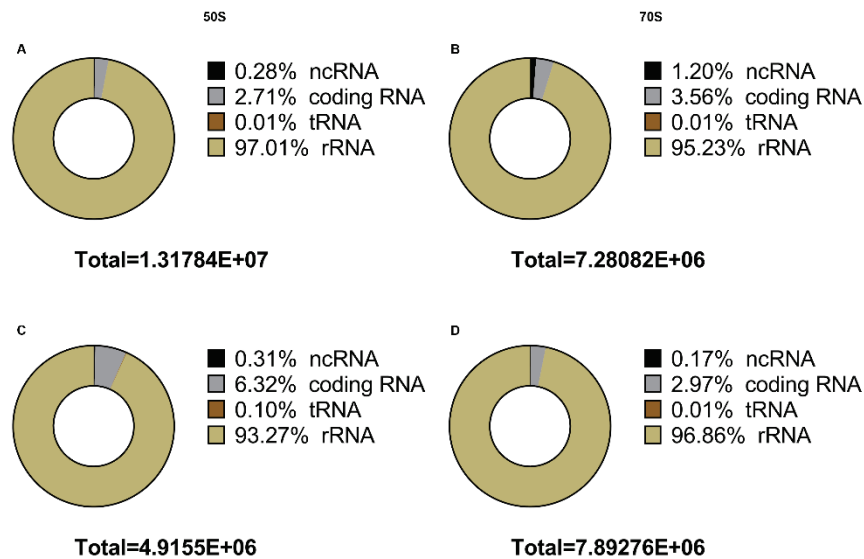 50S
70S
A
0.28% ncRNA
2.71% coding RNA
0.01% tRNA
97.01% rRNA
Total=1.31784E+07
B
1.20% ncRNA
3.56% coding RNA
0.01% tRNA
95.23% rRNA
Total=7.28082E+06
C
0.31% ncRNA
6.32% coding RNA
0.10% tRNA
93.27% rRNA
Total=4.9155E+06
D
0.17% ncRNA
2.97% coding RNA
0.01% tRNA
96.86% rRNA
Total=7.89276E+06